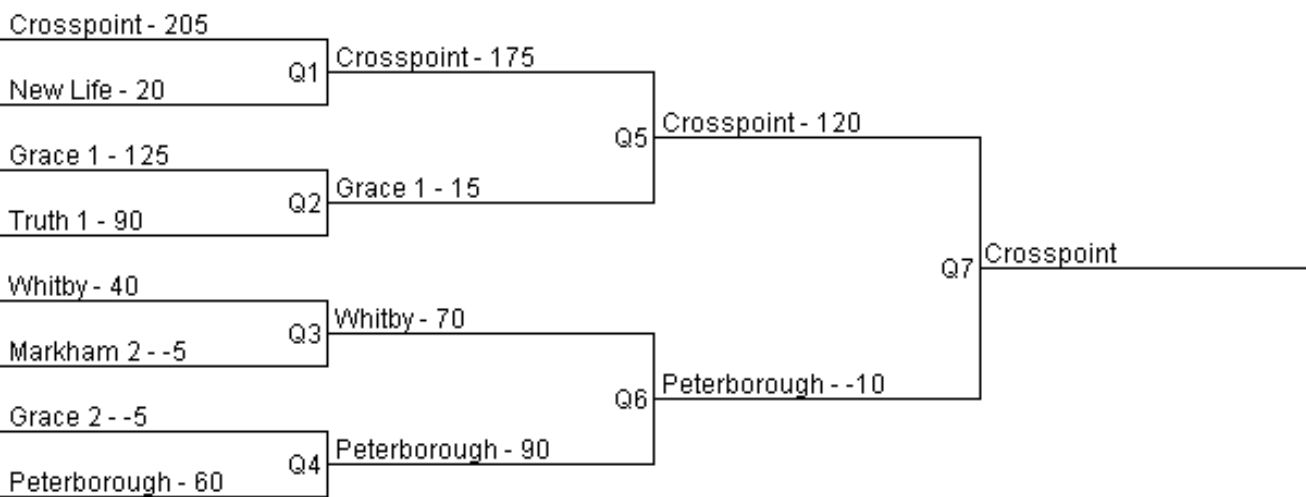 Crosspoint - 205
Q1
Crosspoint - 175
New Life - 20
Q5
Crosspoint - 120
Grace 1 - 125
Q2
Grace 1 - 15
Truth 1 - 90
Q7
Crosspoint
Whitby - 40
Q3
Whitby - 70
Markham 2 - -5
Q6
Peterborough - -10
Grace 2 - -5
Q4
Peterborough - 90
Peterborough - 60